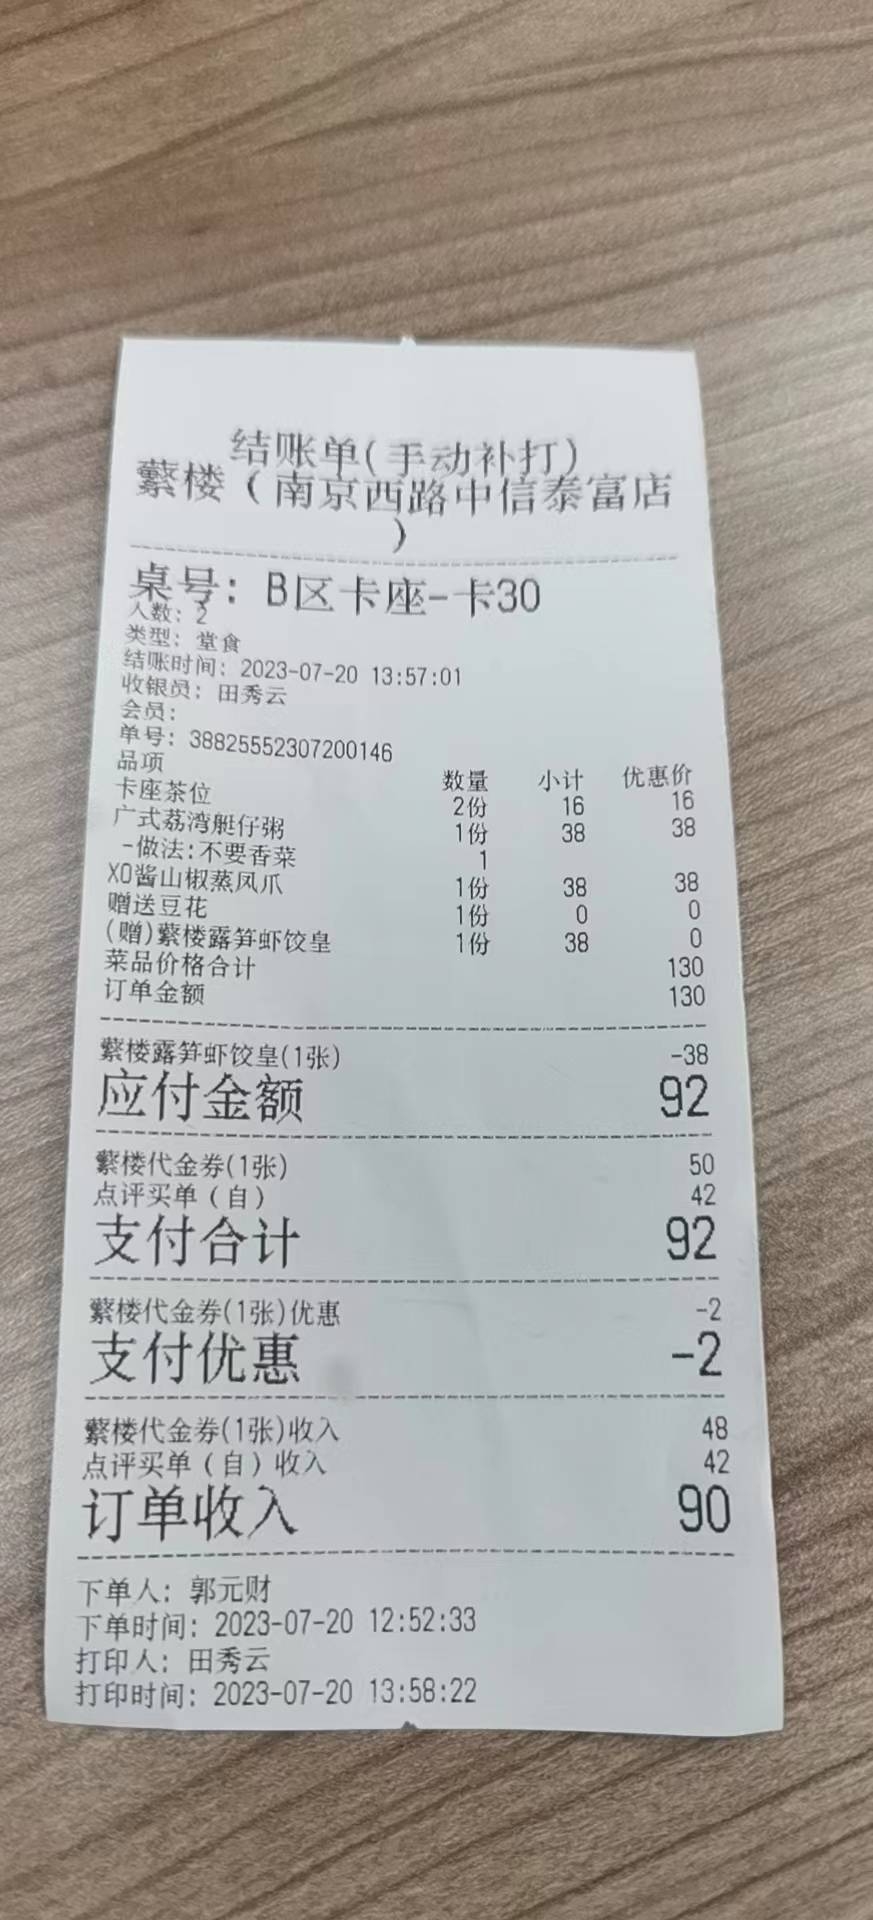 结账单(手动补打)
蘩楼（南京西路中信泰富店
）
桌号: B区卡座-卡30
人数: 2
类型: 堂食
结账时间: 2023-07-20 13:57:01
收银员: 田秀云
会员:
单号: 38825552307200146
品项 数量 小计 优惠价
卡座茶位 2份 16 16
广式荔湾艇仔粥 1份 38 38
-做法:不要香菜 1
XO酱山椒蒸凤爪 1份 38 38
赠送豆花 1份 0 0
(赠)蘩楼露笋虾饺皇 1份 38 0
菜品价格合计 130
订单金额 130
蘩楼露笋虾饺皇(1张) -38
应付金额 92
蘩楼代金券(1张) 50
点评买单（自） 42
支付合计 92
蘩楼代金券(1张)优惠 -2
支付优惠 -2
蘩楼代金券(1张)收入 48
点评买单（自）收入 42
订单收入 90
下单人: 郭元财
下单时间: 2023-07-20 12:52:33
打印人: 田秀云
打印时间: 2023-07-20 13:58:22